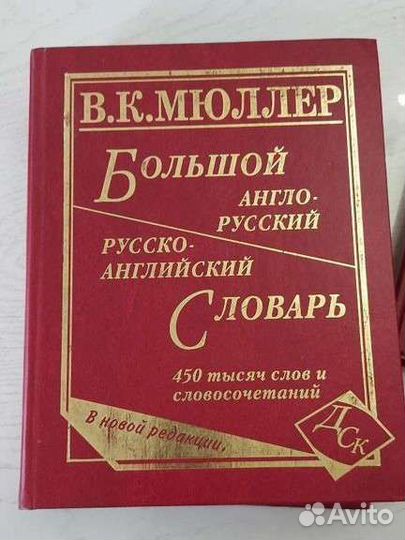 В.К.МЮЛЛЕР
БОЛЬШОЙ
АНГЛО-
РУССКИЙ
РУССКО-
АНГЛИЙСКИЙ
СЛОВАРЬ
450 тысяч слов и
словосочетаний
В новой редакции.
ДСК
Avito